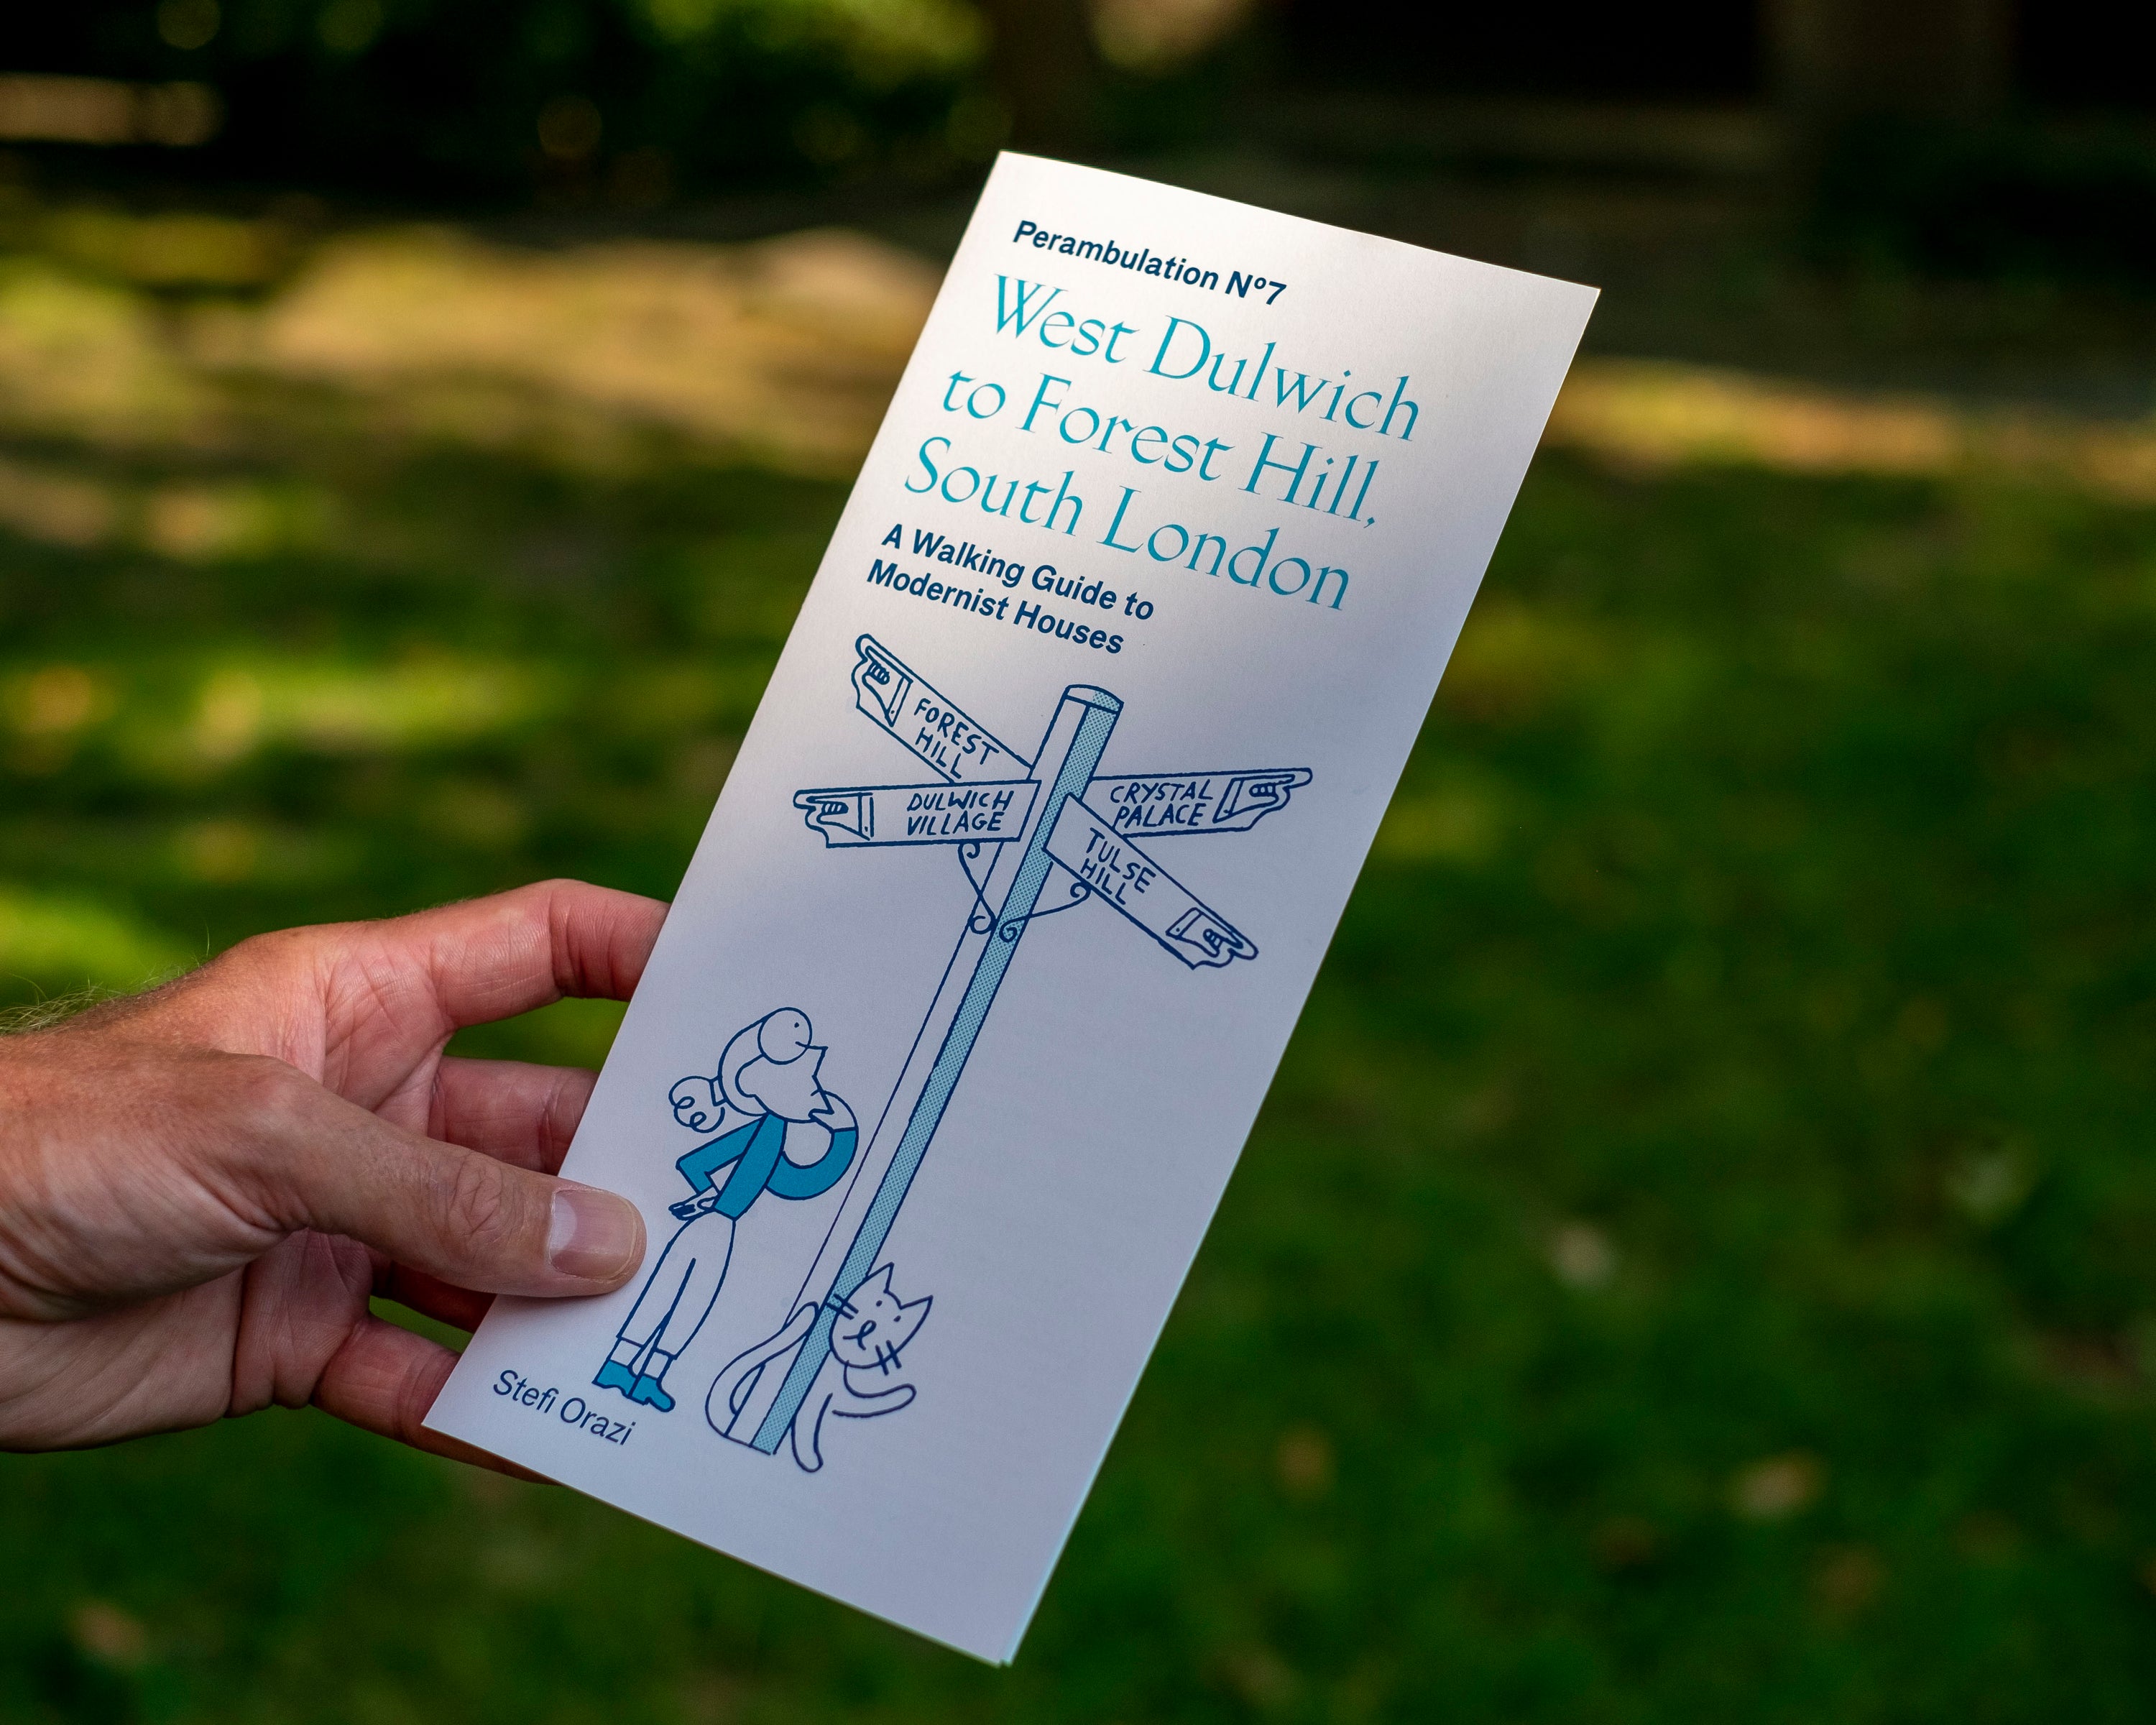 Perambulation Nº7
West Dulwich
to Forest Hill,
South London
A Walking Guide to
Modernist Houses
FOREST
HILL
DULWICH
VILLAGE
CRYSTAL
PALACE
TULSE
HILL
Stefi Orazi